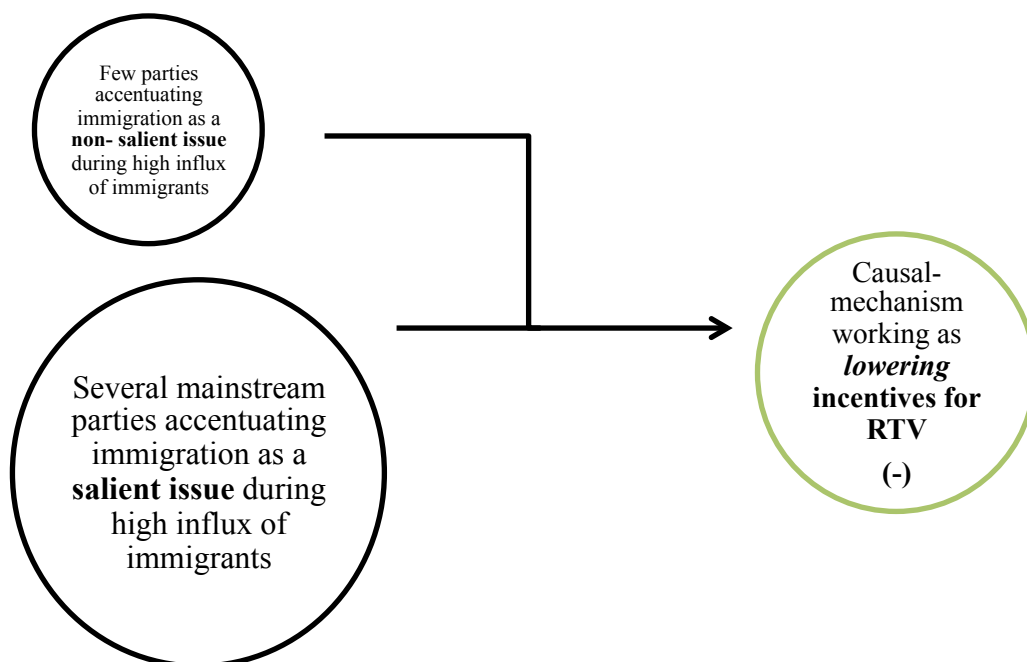 Few parties
accentuating
immigration as a
non- salient issue
during high influx
of immigrants
Several mainstream
parties accentuating
immigration as a
salient issue during
high influx of
immigrants
Causal-
mechanism
working as
lowering
incentives for
RTV
(-)